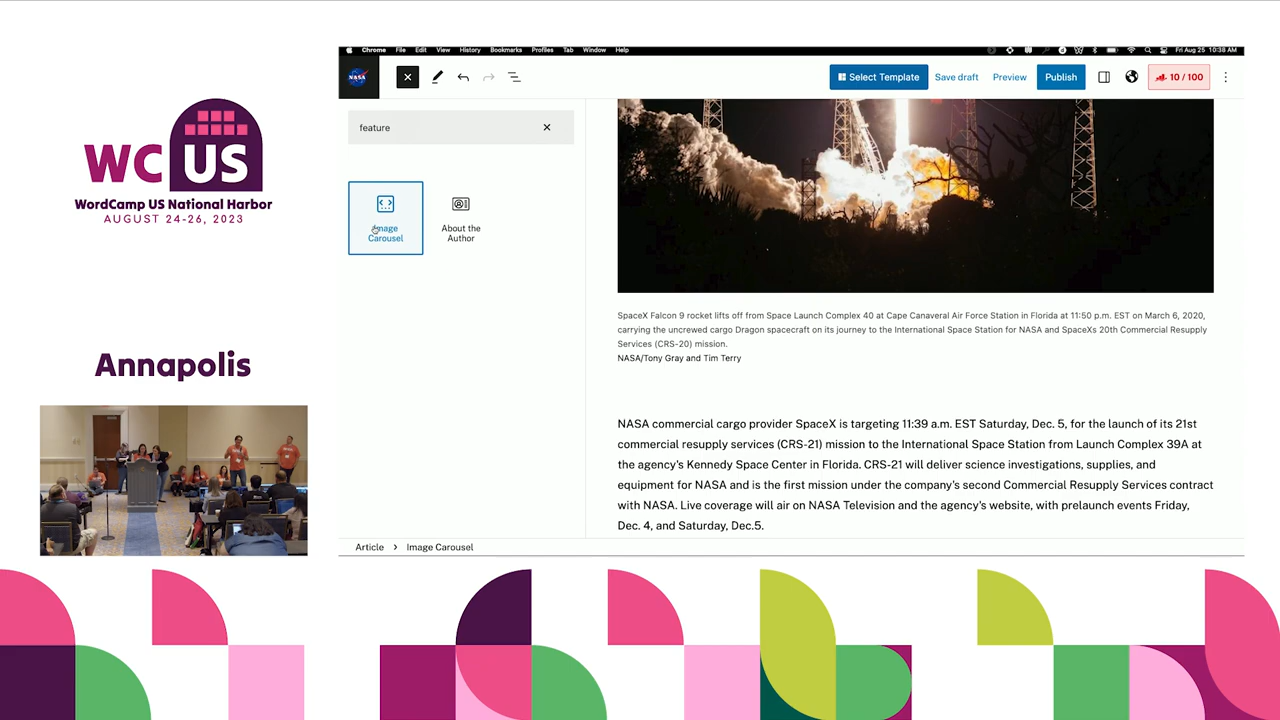 WC US
WordCamp US National Harbor
AUGUST 24-26, 2023
Annapolis
Chrome File Edit View History Bookmarks Profiles Tab Window Help
Fri Aug 25 10:38 AM
NASA
Select Template
Save draft
Preview
Publish
10 / 100
feature
Image
Carousel
About the
Author
SpaceX Falcon 9 rocket lifts off from Space Launch Complex 40 at Cape Canaveral Air Force Station in Florida at 11:50 p.m. EST on March 6, 2020,
carrying the uncrewed cargo Dragon spacecraft on its journey to the International Space Station for NASA and SpaceXs 20th Commercial Resupply
Services (CRS-20) mission.
NASA/Tony Gray and Tim Terry
NASA commercial cargo provider SpaceX is targeting 11:39 a.m. EST Saturday, Dec. 5, for the launch of its 21st
commercial resupply services (CRS-21) mission to the International Space Station from Launch Complex 39A at
the agency's Kennedy Space Center in Florida. CRS-21 will deliver science investigations, supplies, and
equipment for NASA and is the first mission under the company's second Commercial Resupply Services contract
with NASA. Live coverage will air on NASA Television and the agency's website, with prelaunch events Friday,
Dec. 4, and Saturday, Dec.5.
Article > Image Carousel